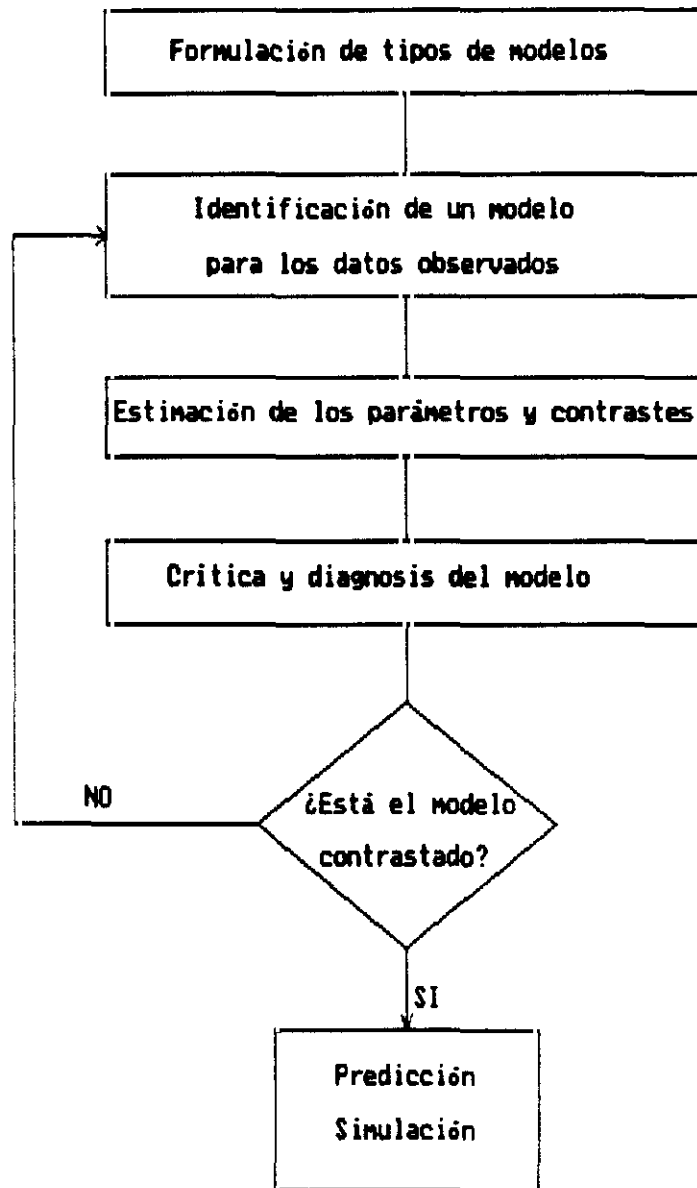 Formulación de tipos de modelos
Identificación de un modelo
para los datos observados
Estimación de los parámetros y contrastes
Critica y diagnosis del modelo
NO
¿Está el modelo
contrastado?
SI
Predicción
Simulación